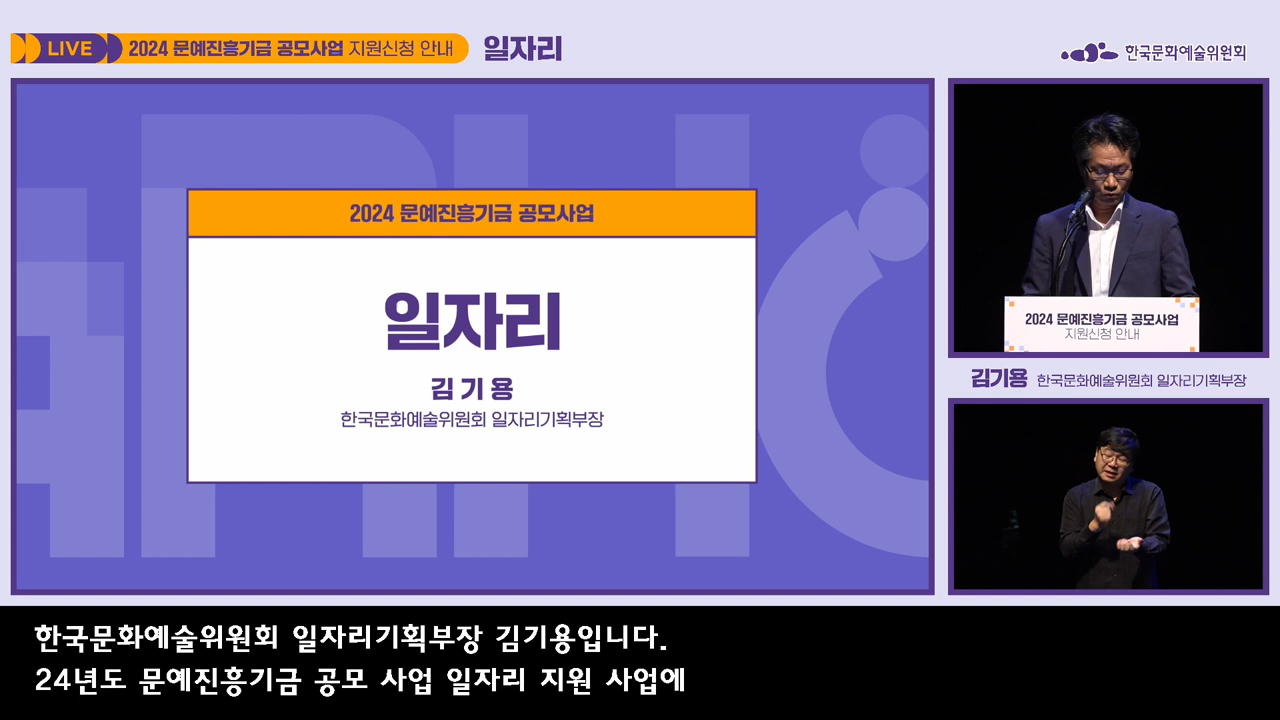 LIVE 2024 문예진흥기금 공모사업 지원신청 안내 일자리
한국문화예술위원회
2024 문예진흥기금 공모사업
일자리
김기용
한국문화예술위원회 일자리기획부장
2024 문예진흥기금 공모사업
지원신청 안내
김기용 한국문화예술위원회 일자리기획부장
한국문화예술위원회 일자리기획부장 김기용입니다.
24년도 문예진흥기금 공모 사업 일자리 지원 사업에